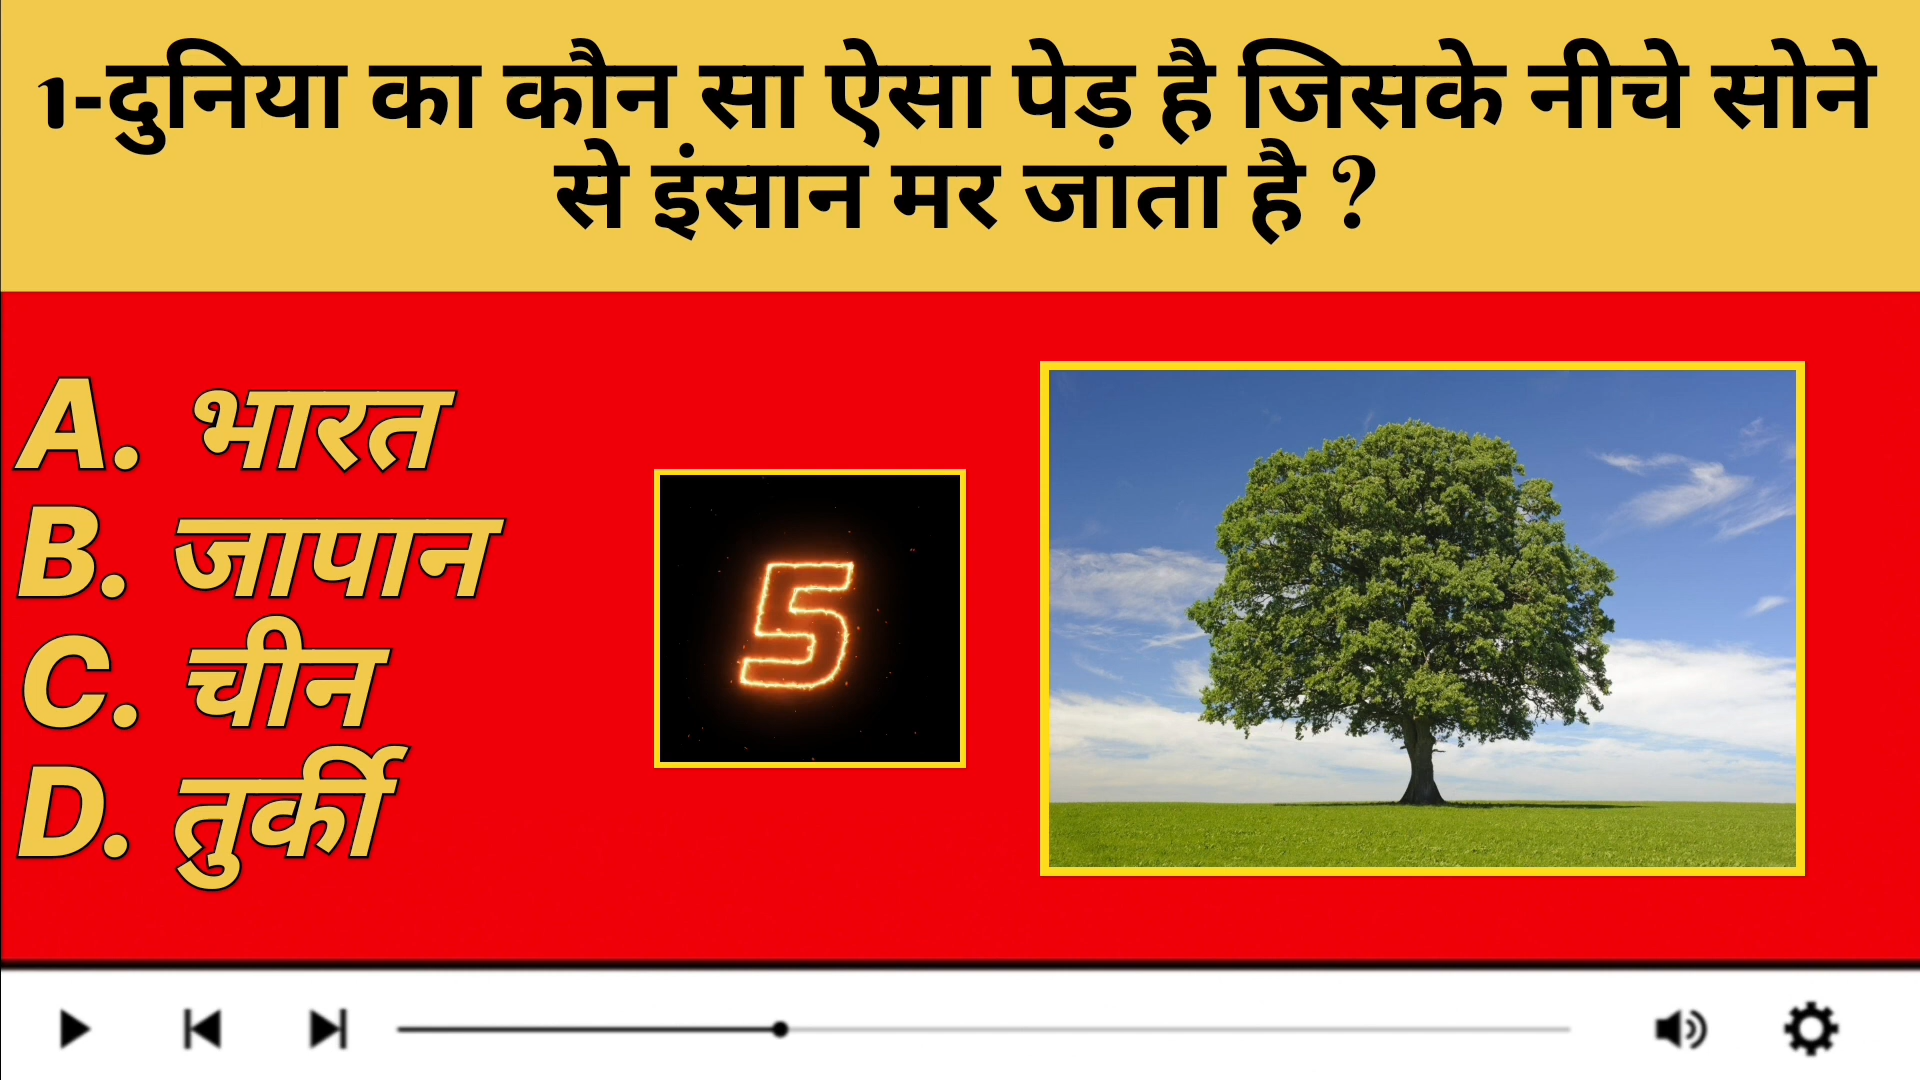 1-दुनिया का कौन सा ऐसा पेड़ है जिसके नीचे सोने
से इंसान मर जाता है ?
A. भारत
B. जापान
C. चीन
D. तुर्की
5